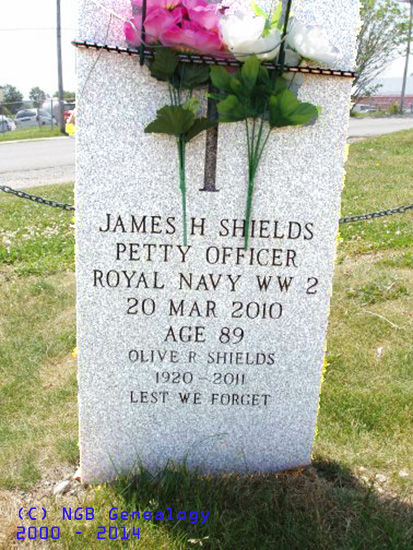 JAMES H SHIELDS
PETTY OFFICER
ROYAL NAVY WW 2
20 MAR 2010
AGE 89
OLIVE R SHIELDS
1920 - 2011
LEST WE FORGET
(C) NGB Genealogy
2000 - 2014